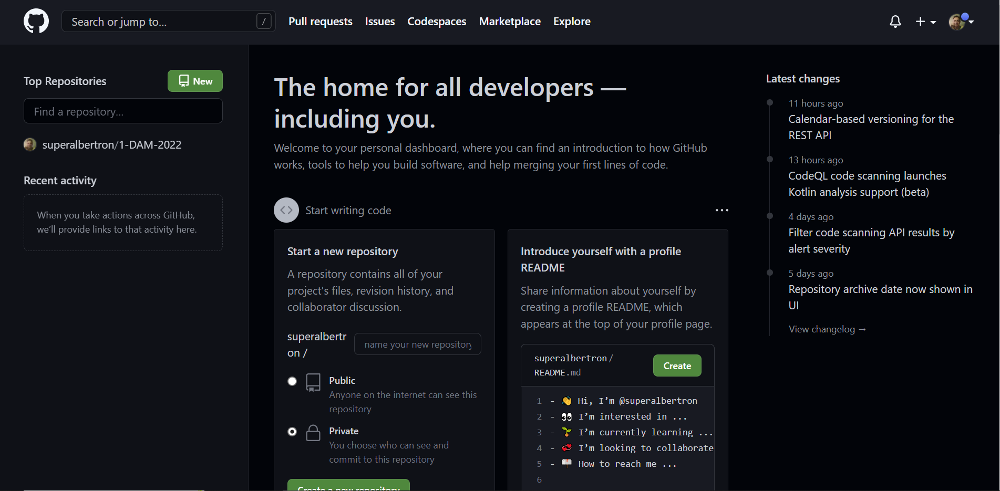 Search or jump to...
/
Pull requests
Issues
Codespaces
Marketplace
Explore
Top Repositories
New
Find a repository...
superalbertron/1-DAM-2022
Recent activity
When you take actions across GitHub,
we’ll provide links to that activity here.
The home for all developers —
including you.
Welcome to your personal dashboard, where you can find an introduction to how GitHub
works, tools to help you build software, and help merging your first lines of code.
Start writing code
Start a new repository
A repository contains all of your
project's files, revision history, and
collaborator discussion.
superalbertr
on /
name your new repository
Public
Anyone on the internet can see this
repository
Private
You choose who can see and
commit to this repository
Create a new repository
Introduce yourself with a profile
README
Share information about yourself by
creating a profile README, which
appears at the top of your profile page.
superalbertron/
README.md
Create
1 - 👋 Hi, I’m @superalbertron
2 - 👀 I’m interested in ...
3 - 🌱 I’m currently learning ...
4 - 💞️ I’m looking to collaborate
5 - 📫 How to reach me ...
6
Latest changes
11 hours ago
Calendar-based versioning for the
REST API
13 hours ago
CodeQL code scanning launches
Kotlin analysis support (beta)
4 days ago
Filter code scanning API results by
alert severity
5 days ago
Repository archive date now shown in
UI
View changelog →